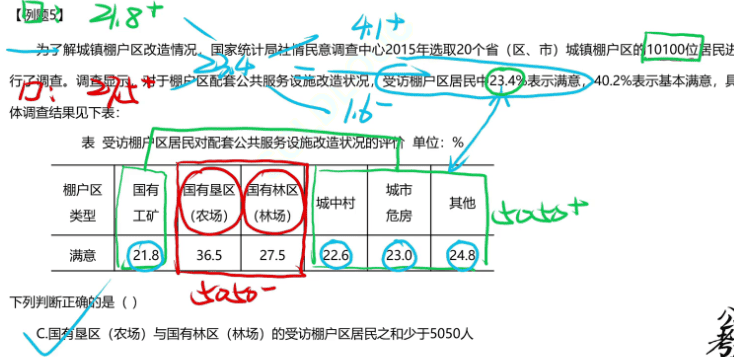 【例题5】
为了解城镇棚户区改造情况，国家统计局社情民意调查中心2015年选取20个省（区、市）城镇棚户区的10100位居民进
行了调查。调查显示，对于棚户区配套公共服务设施改造状况，受访棚户区居民中23.4%表示满意，40.2%表示基本满意，具
体调查结果见下表：
表 受访棚户区居民对配套公共服务设施改造状况的评价 单位：%
棚户区类型 国有工矿 国有垦区（农场） 国有林区（林场） 城中村 城市危房 其他
满意 21.8 36.5 27.5 22.6 23.0 24.8
下列判断正确的是（ ）
C.国有垦区（农场）与国有林区（林场）的受访棚户区居民之和少于5050人
21.8+
4.1+
23.4
=
27.5+
1.6-
5050+
5050-
公
考